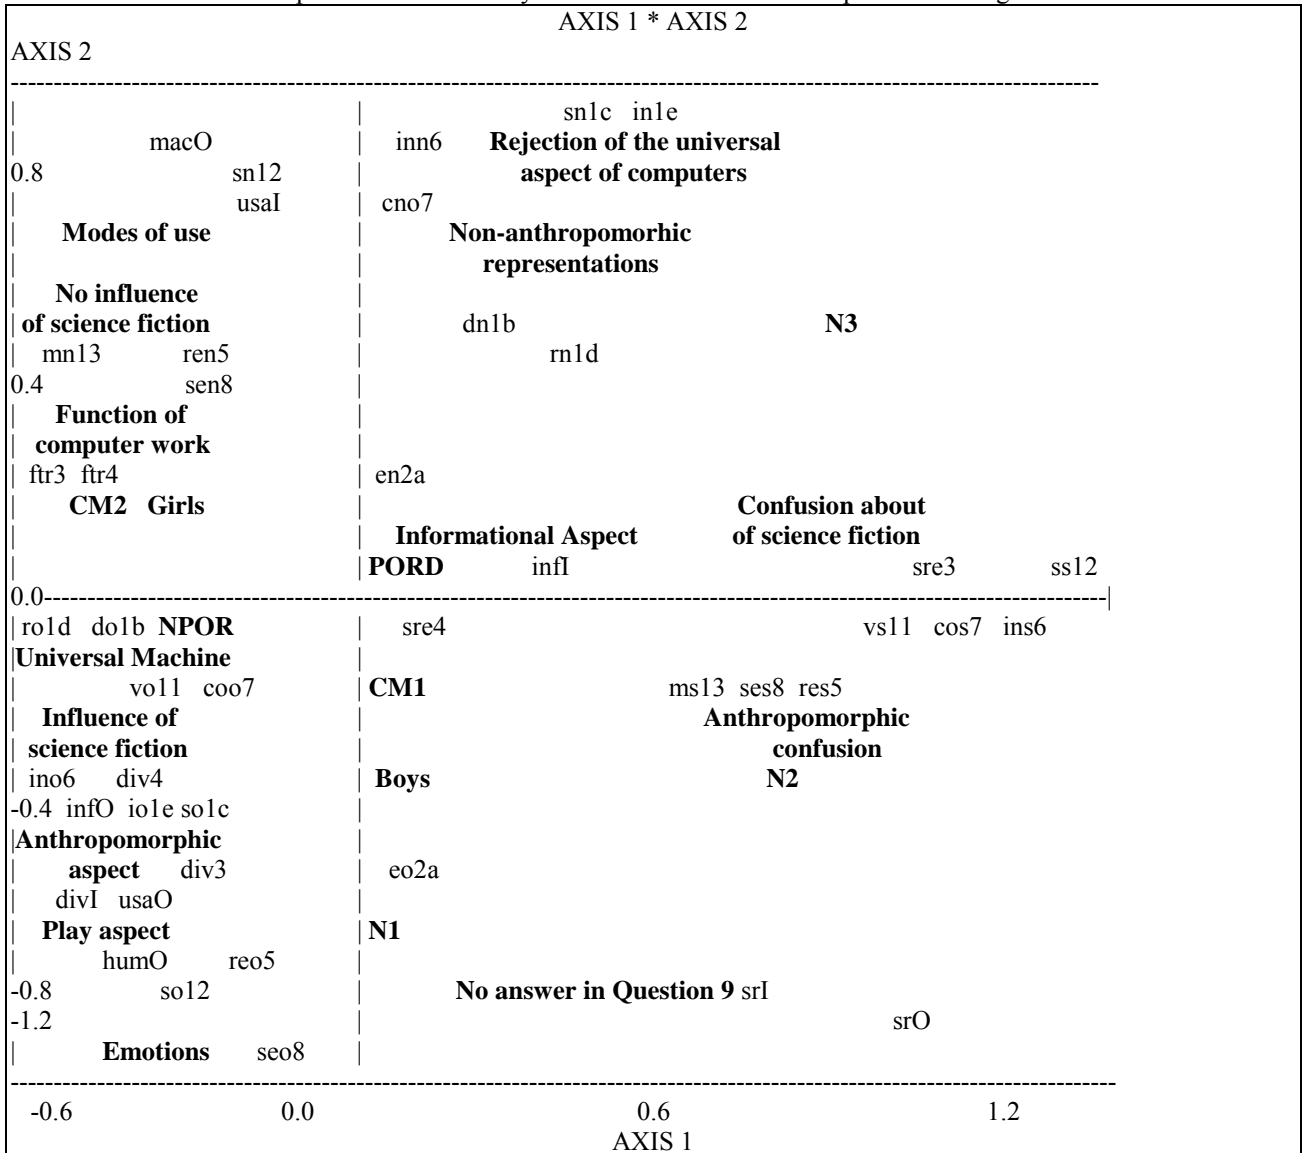 AXIS 1 * AXIS 2
AXIS 2
sn1c in1e
macO inn6 Rejection of the universal
0.8 sn12 aspect of computers
usaI cno7
Modes of use Non-anthropomorhic
representations
No influence
of science fiction dn1b N3
mn13 ren5 rn1d
0.4 sen8
Function of
computer work
ftr3 ftr4 en2a
CM2 Girls Confusion about
Informational Aspect of science fiction
PORD infI sre3 ss12
0.0
ro1d do1b NPOR sre4 vs11 cos7 ins6
Universal Machine
vo11 coo7 CM1 ms13 ses8 res5
Influence of Anthropomorphic
science fiction confusion
ino6 div4 Boys N2
-0.4 infO io1e so1c
Anthropomorphic
aspect div3 eo2a
divI usaO
Play aspect N1
humO reo5
-0.8 so12 No answer in Question 9 srI
-1.2 srO
Emotions seo8
-0.6 0.0 0.6 1.2
AXIS 1